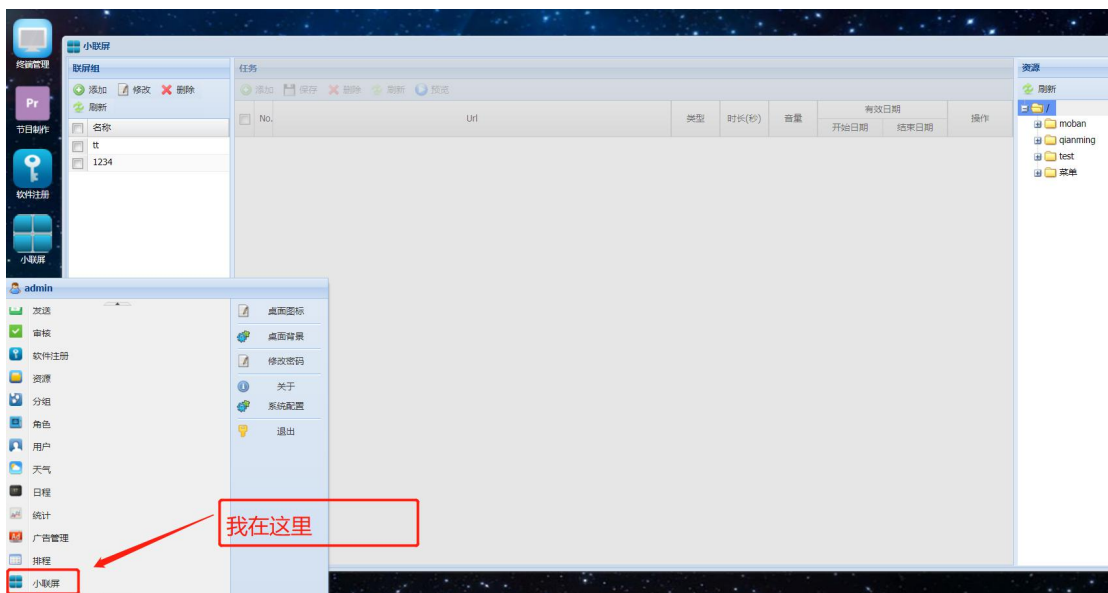 终端管理
Pr
节目制作
软件注册
小联屏
小联屏
联屏组
添加 修改 删除
刷新
名称
tt
1234
任务
添加 保存 删除 刷新 预览
No. Url 类型 时长(秒) 音量 有效日期 操作
开始日期 结束日期
资源
刷新
/
moban
qianming
test
菜单
admin
发送
审核
软件注册
资源
分组
角色
用户
天气
日程
统计
广告管理
排程
小联屏
桌面图标
桌面背景
修改密码
关于
系统配置
退出
我在这里